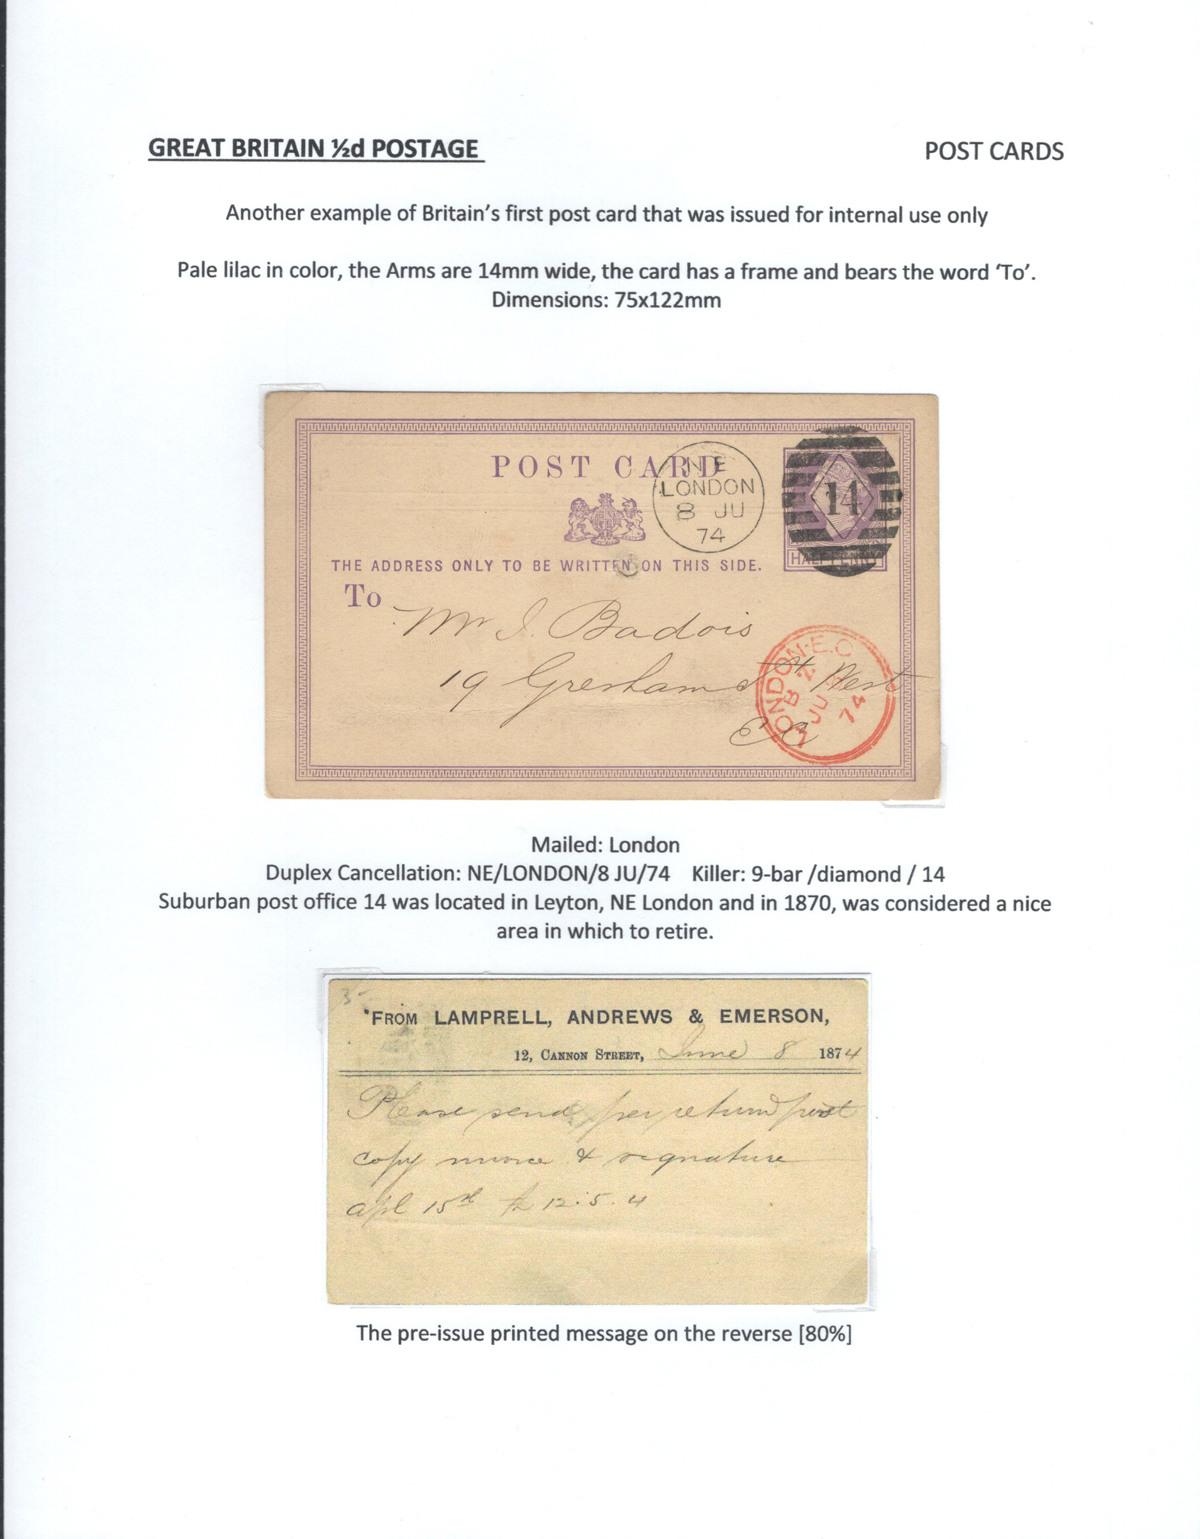 GREAT BRITAIN ½d POSTAGE
POST CARDS
Another example of Britain's first post card that was issued for internal use only
Pale lilac in color, the Arms are 14mm wide, the card has a frame and bears the word 'To'.
Dimensions: 75x122mm
POST CARD
NE
LONDON
8 JU
74
14
HALFPENNY
THE ADDRESS ONLY TO BE WRITTEN ON THIS SIDE.
To
Mr J. Badois
19 Gresham St West
EC
LONDON·E.C
JU
74
Mailed: London
Duplex Cancellation: NE/LONDON/8 JU/74 Killer: 9-bar /diamond / 14
Suburban post office 14 was located in Leyton, NE London and in 1870, was considered a nice
area in which to retire.
FROM LAMPRELL, ANDREWS & EMERSON,
12, CANNON STREET, June 8 1874
Please send per return post
copy invoice & signature
apl 15th 12.5.4
The pre-issue printed message on the reverse [80%]